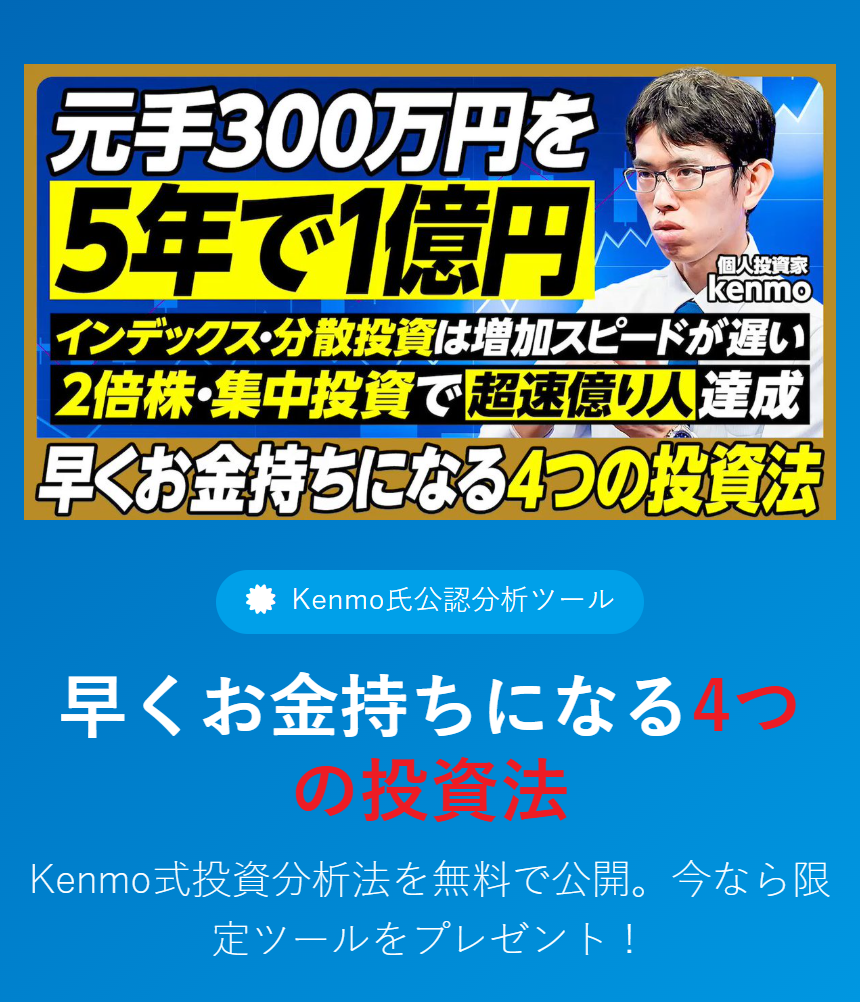 元手300万円を
5年で1億円
個人投資家
kenmo
インデックス・分散投資は増加スピードが遅い
2倍株・集中投資で超速億り人達成
早くお金持ちになる4つの投資法
Kenmo氏公認分析ツール
早くお金持ちになる4つ
の投資法
Kenmo式投資分析法を無料で公開。今なら限
定ツールをプレゼント！